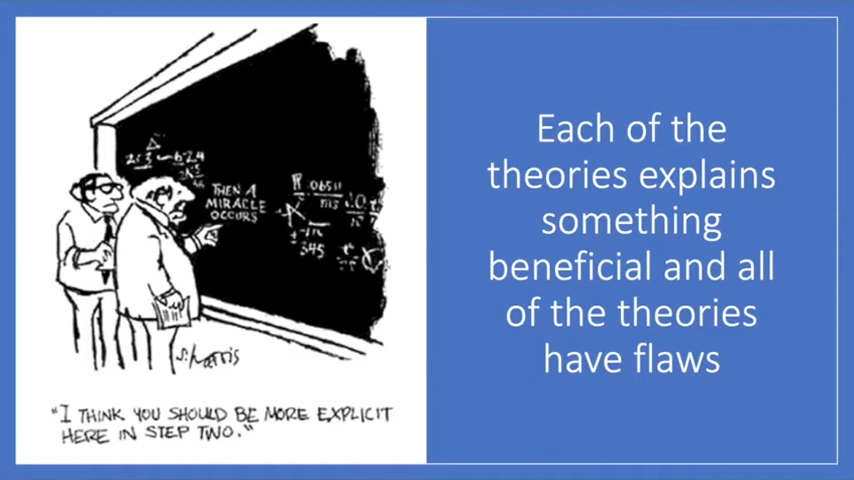 THEN A
MIRACLE
OCCURS
S. Harris
"I THINK YOU SHOULD BE MORE EXPLICIT
HERE IN STEP TWO."
Each of the
theories explains
something
beneficial and all
of the theories
have flaws